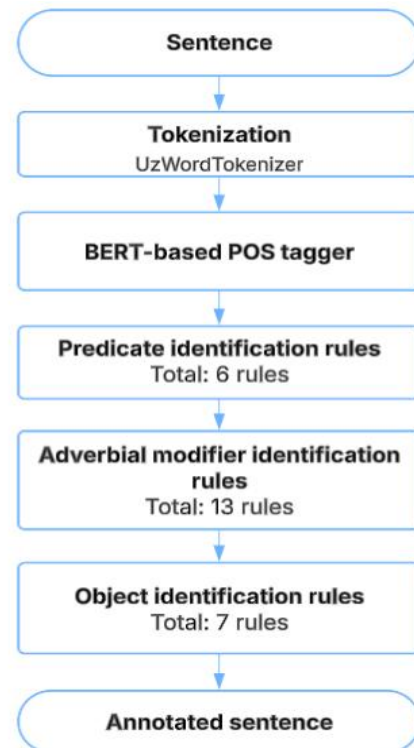 Sentence
Tokenization
UzWordTokenizer
BERT-based POS tagger
Predicate identification rules
Total: 6 rules
Adverbial modifier identification
rules
Total: 13 rules
Object identification rules
Total: 7 rules
Annotated sentence